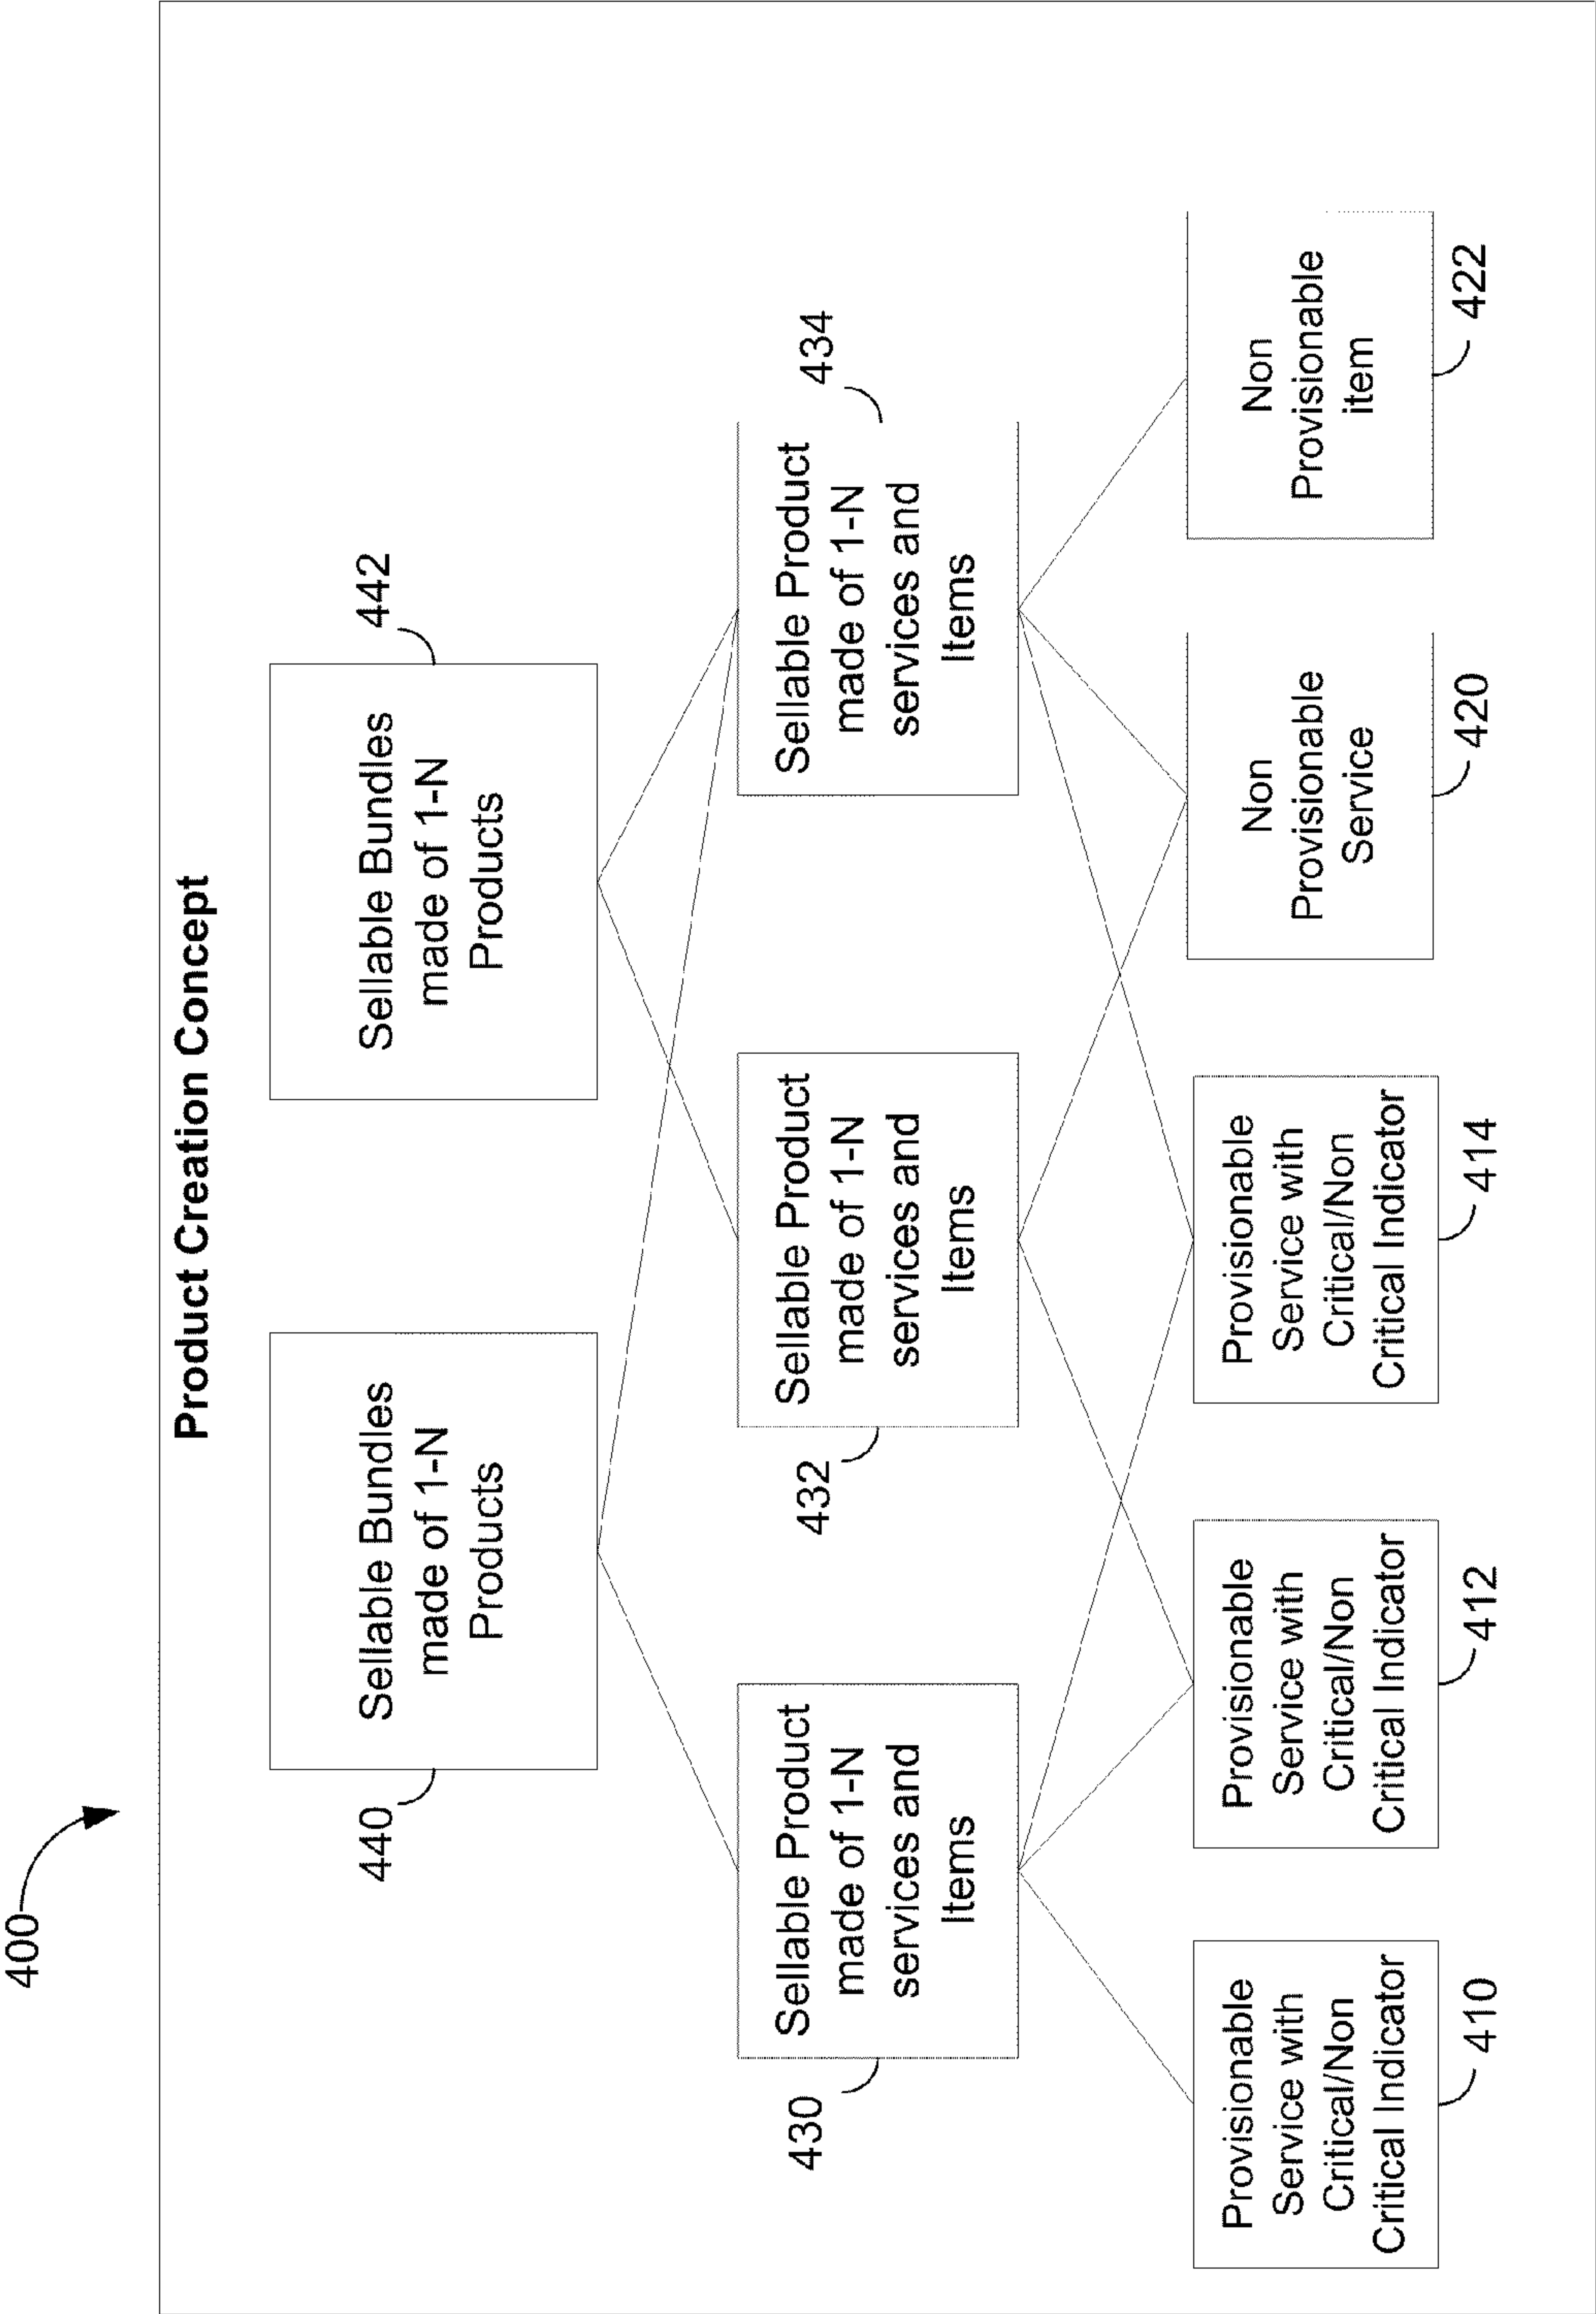 400
Product Creation Concept
440
Sellable Bundles
made of 1-N
Products
442
Sellable Bundles
made of 1-N
Products
430
Sellable Product
made of 1-N
services and
Items
432
Sellable Product
made of 1-N
services and
Items
434
Sellable Product
made of 1-N
services and
Items
Provisionable
Service with
Critical/Non
Critical Indicator
410
Provisionable
Service with
Critical/Non
Critical Indicator
412
Provisionable
Service with
Critical/Non
Critical Indicator
414
Non
Provisionable
Service
420
Non
Provisionable
item
422